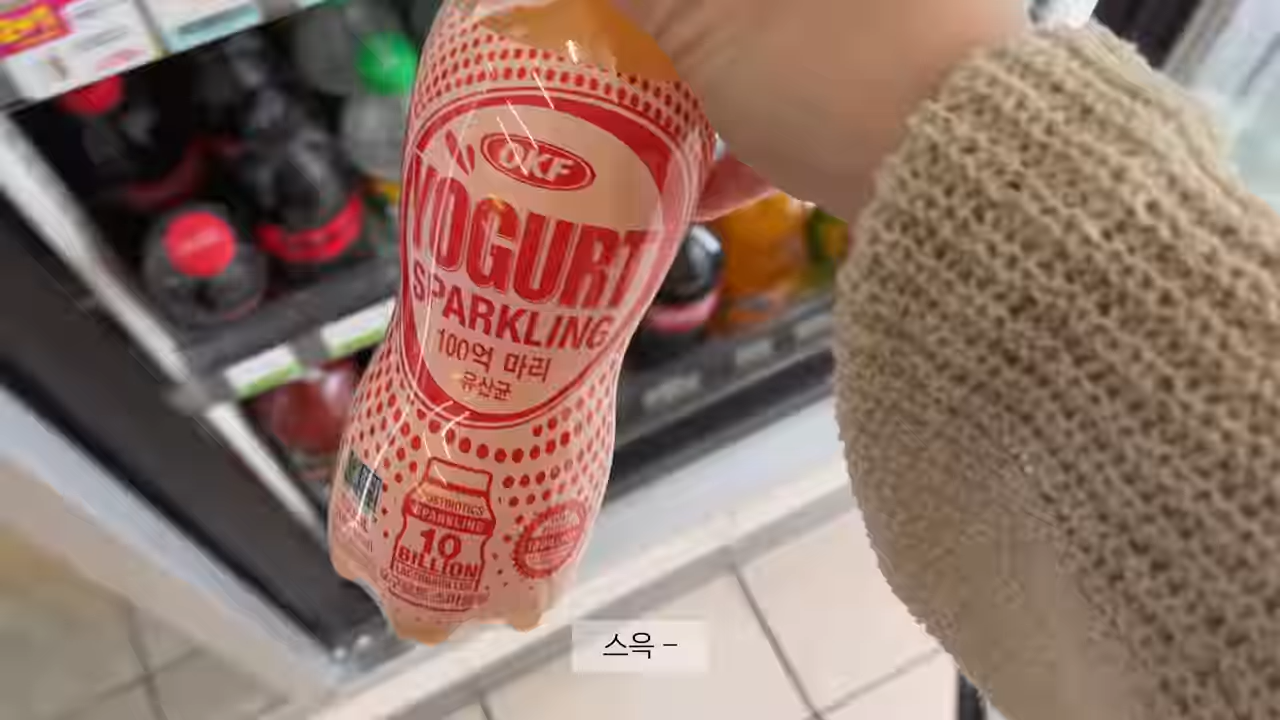 OKF
YOGURT
SPARKLING
100억 마리
유산균
SPARKLING
10
BILLION
스윽 -